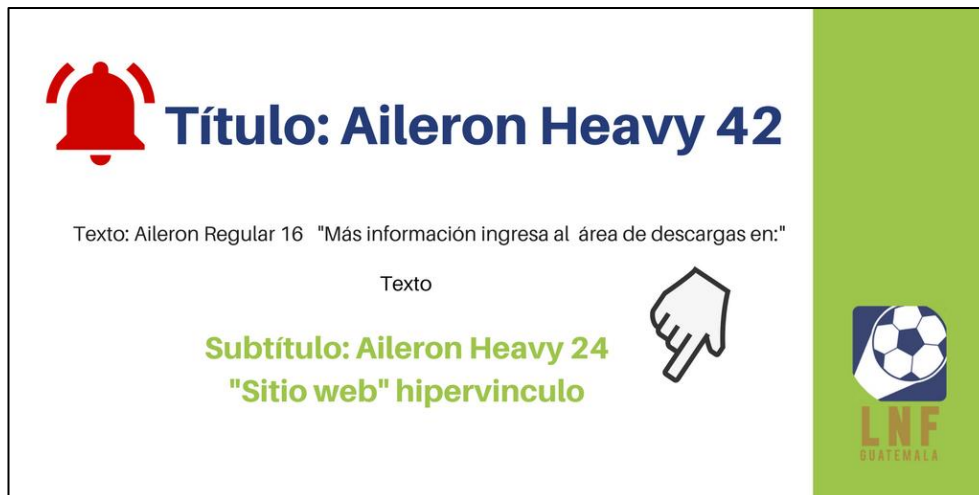 Título: Aileron Heavy 42
Texto: Aileron Regular 16 "Más información ingresa al área de descargas en:"
Texto
Subtítulo: Aileron Heavy 24
"Sitio web" hipervinculo
LNF
GUATEMALA